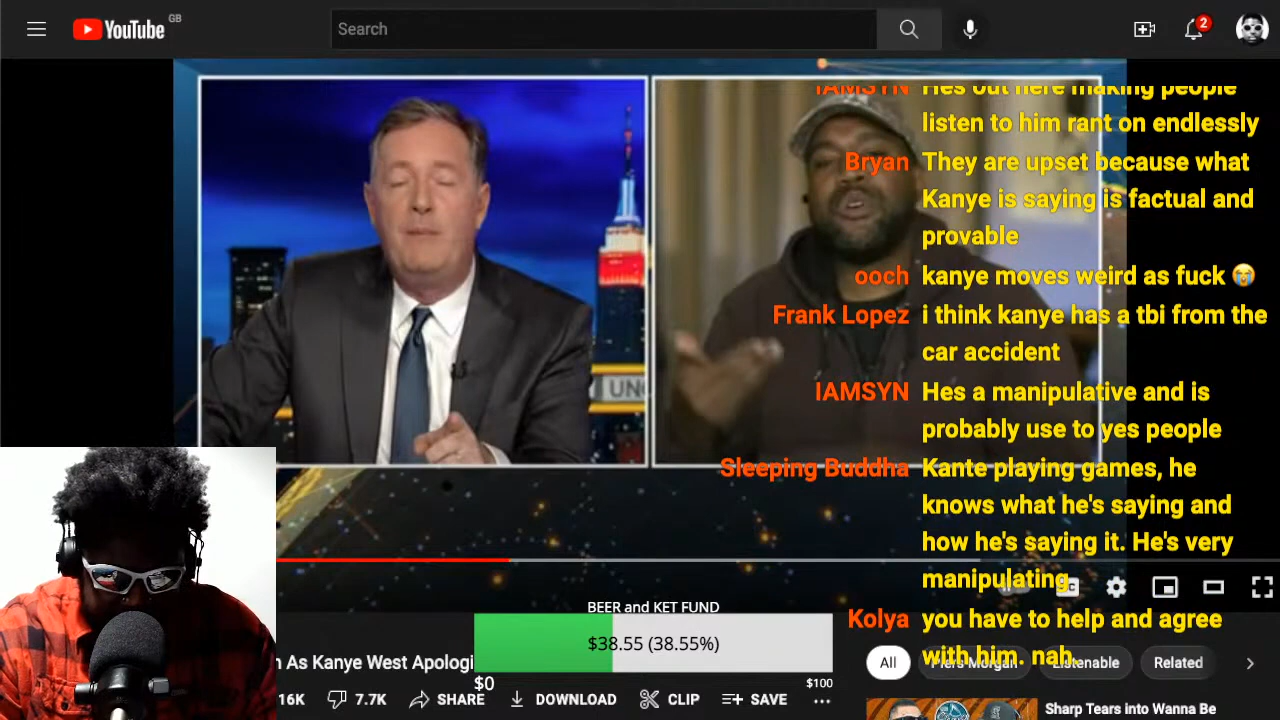 YouTube
GB
Search
2
IAMSYN Hes out here making people
listen to him rant on endlessly
Bryan They are upset because what
Kanye is saying is factual and
provable
ooch kanye moves weird as fuck 😭
Frank Lopez i think kanye has a tbi from the
car accident
IAMSYN Hes a manipulative and is
probably use to yes people
Sleeping Buddha Kante playing games, he
knows what he's saying and
how he's saying it. He's very
manipulating.
Kolya you have to help and agree
with him. nah.
UNC
BEER and KET FUND
$38.55 (38.55%)
$0
$100
n As Kanye West Apologi
16K
7.7K
SHARE
DOWNLOAD
CLIP
SAVE
All
Piers Morgan
Listenable
Related
Sharp Tears into Wanna Be